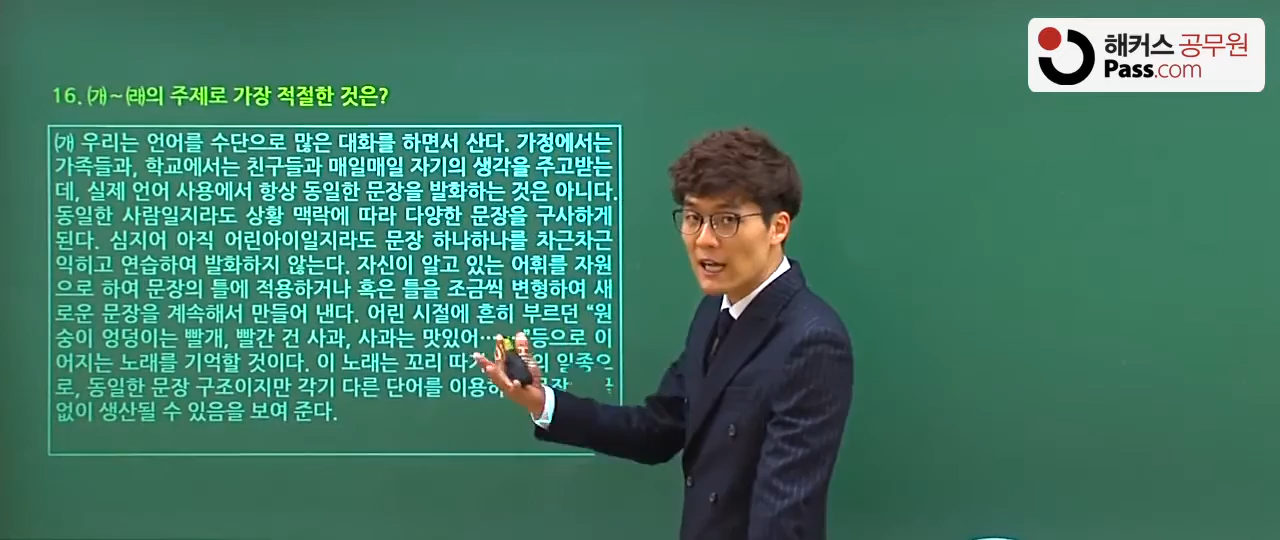 해커스 공무원
Pass.com
16. ㈎~㈑의 주제로 가장 적절한 것은?
㈎ 우리는 언어를 수단으로 많은 대화를 하면서 산다. 가정에서는
가족들과, 학교에서는 친구들과 매일매일 자기의 생각을 주고받는
데, 실제 언어 사용에서 항상 동일한 문장을 발화하는 것은 아니다.
동일한 사람일지라도 상황 맥락에 따라 다양한 문장을 구사하게
된다. 심지어 아직 어린아이일지라도 문장 하나하나를 차근차근
익히고 연습하여 발화하지 않는다. 자신이 알고 있는 어휘를 자원
으로 하여 문장의 틀에 적용하거나 혹은 틀을 조금씩 변형하여 새
로운 문장을 계속해서 만들어 낸다. 어린 시절에 흔히 부르던 “원
숭이 엉덩이는 빨개, 빨간 건 사과, 사과는 맛있어……”등으로 이
어지는 노래를 기억할 것이다. 이 노래는 꼬리 일종으
로, 동일한 문장 구조이지만 각기 다른 단어를 문장
없이 생산될 수 있음을 보여 준다.